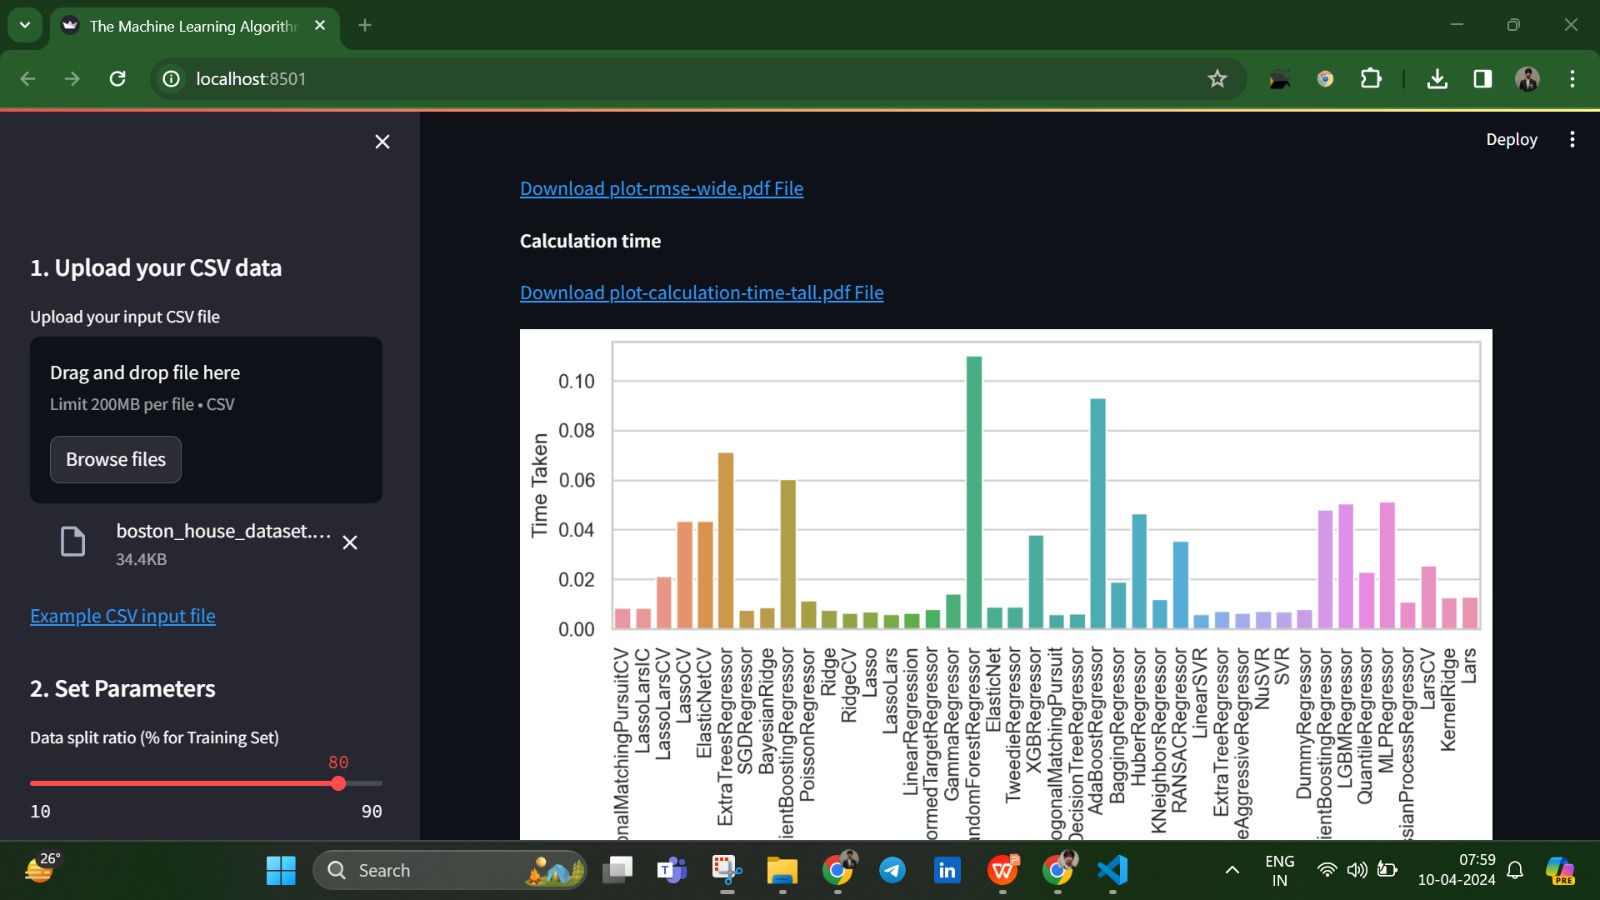 The Machine Learning Algorithm
localhost:8501
Deploy
1. Upload your CSV data
Upload your input CSV file
Drag and drop file here
Limit 200MB per file • CSV
Browse files
boston_house_dataset....
34.4KB
Example CSV input file
2. Set Parameters
Data split ratio (% for Training Set)
80
10
90
Download plot-rmse-wide.pdf File
Calculation time
Download plot-calculation-time-tall.pdf File
Time Taken
0.10
0.08
0.06
0.04
0.02
0.00
onalMatchingPursuitCV
LassoLarsIC
LassoLarsCV
LassoCV
ElasticNetCV
ExtraTreesRegressor
SGDRegressor
BayesianRidge
ientBoostingRegressor
PoissonRegressor
Ridge
RidgeCV
Lasso
LassoLars
LinearRegression
ormedTargetRegressor
GammaRegressor
andomForestRegressor
ElasticNet
TweedieRegressor
XGBRegressor
ogonalMatchingPursuit
DecisionTreeRegressor
AdaBoostRegressor
BaggingRegressor
HuberRegressor
KNeighborsRegressor
RANSACRegressor
LinearSVR
ExtraTreeRegressor
eAggressiveRegressor
NuSVR
SVR
DummyRegressor
ientBoostingRegressor
LGBMRegressor
QuantileRegressor
MLPRegressor
ssianProcessRegressor
LarsCV
KernelRidge
Lars
26°
Search
ENG
IN
07:59
10-04-2024
PRE